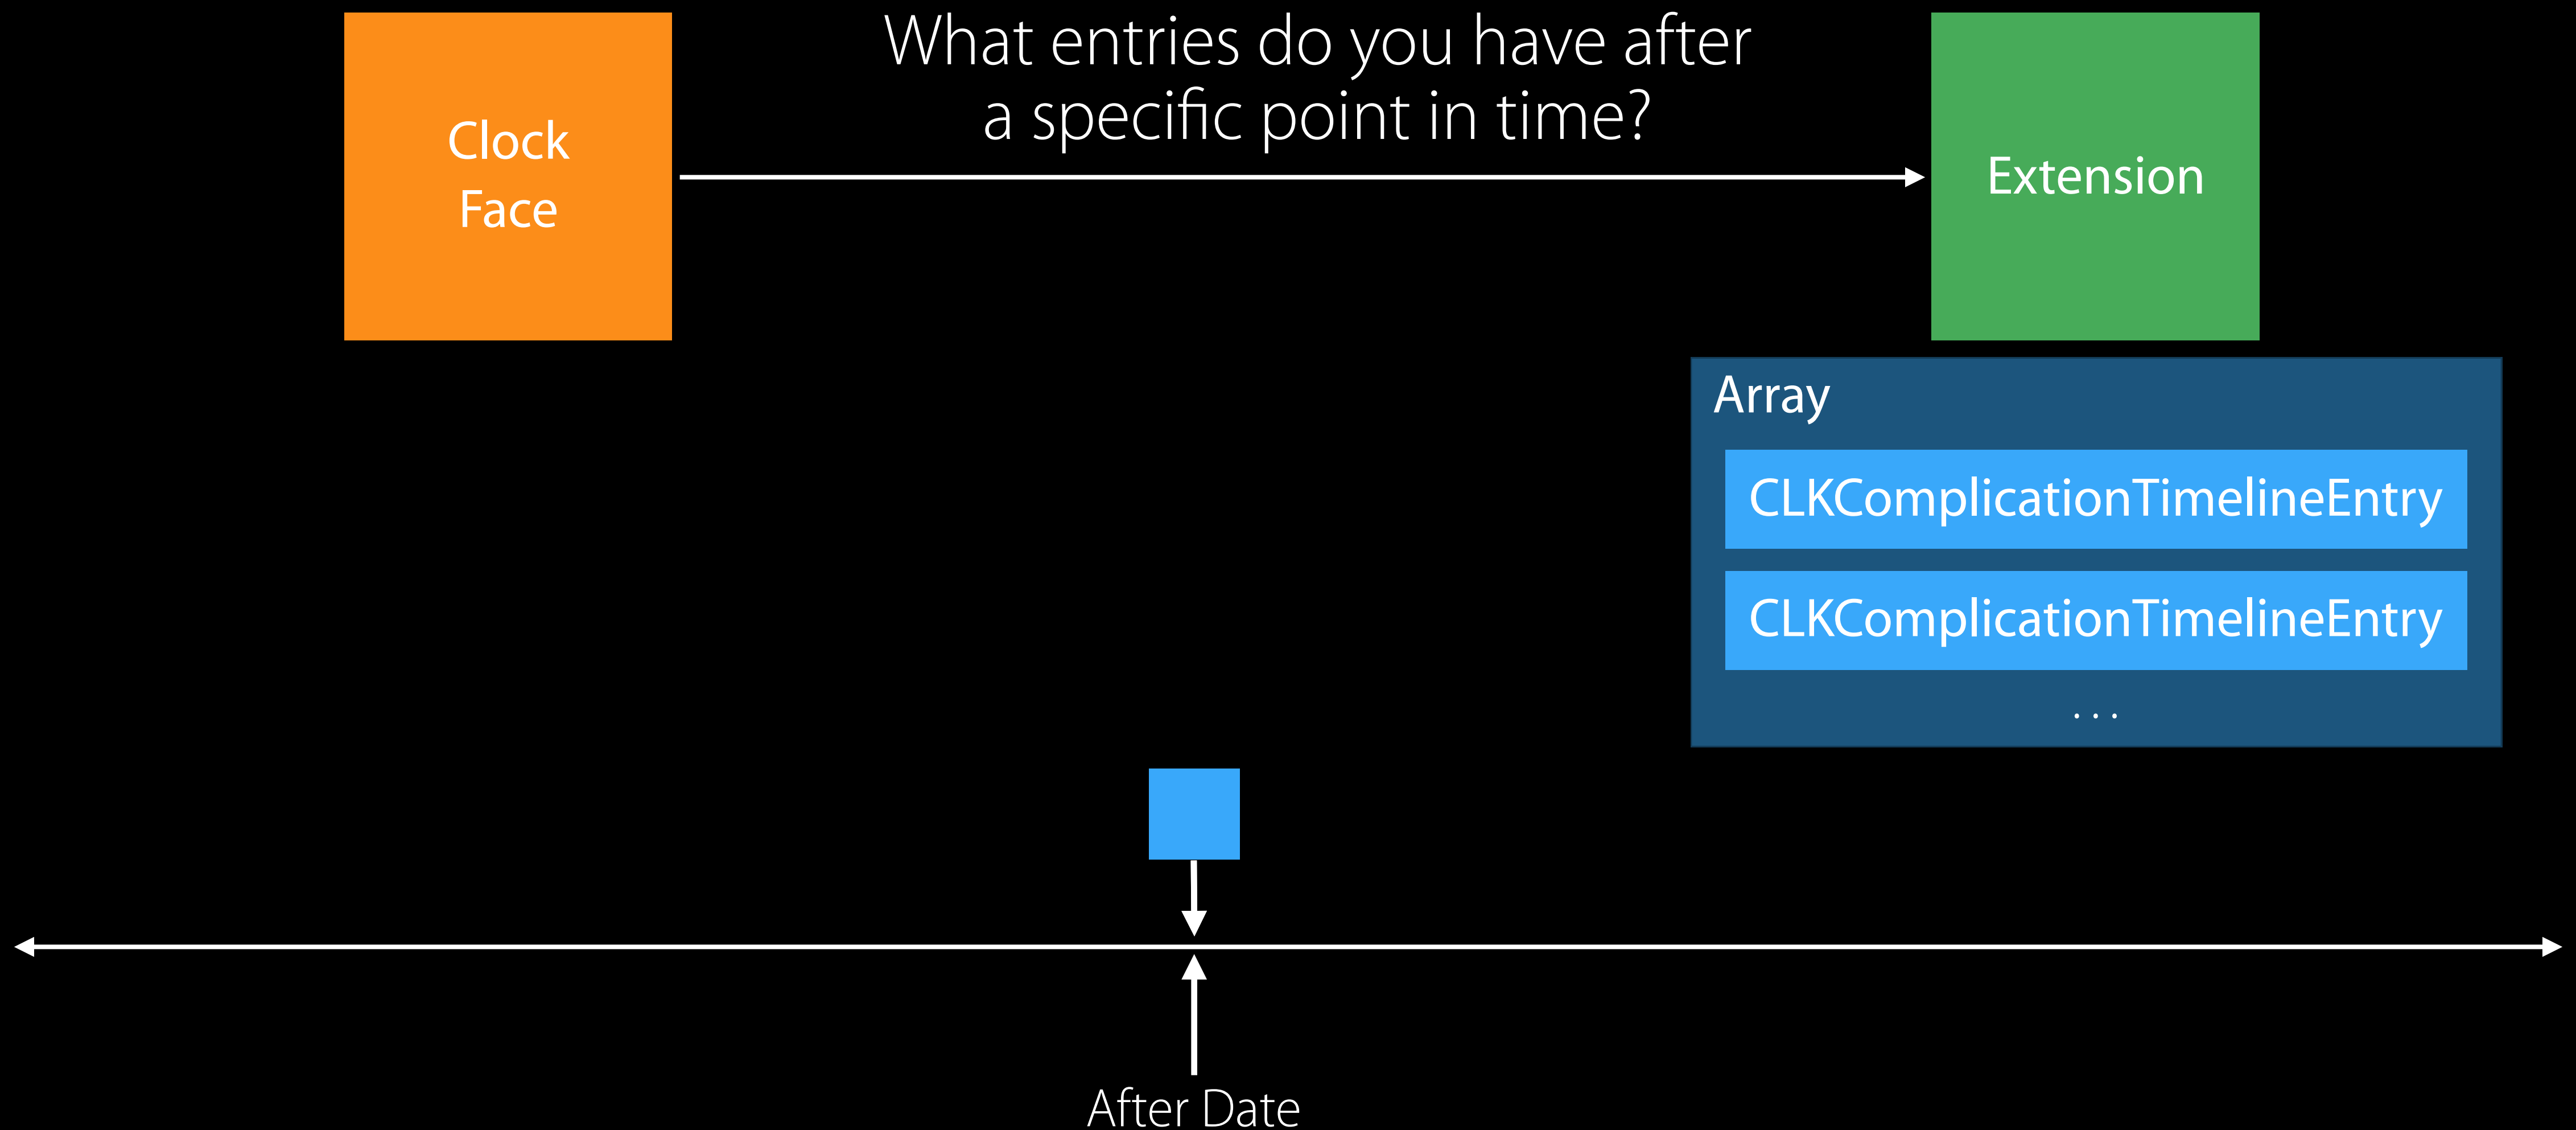 Clock
Face
What entries do you have after
a specific point in time?
Extension
Array
CLKComplicationTimelineEntry
CLKComplicationTimelineEntry
...
After Date